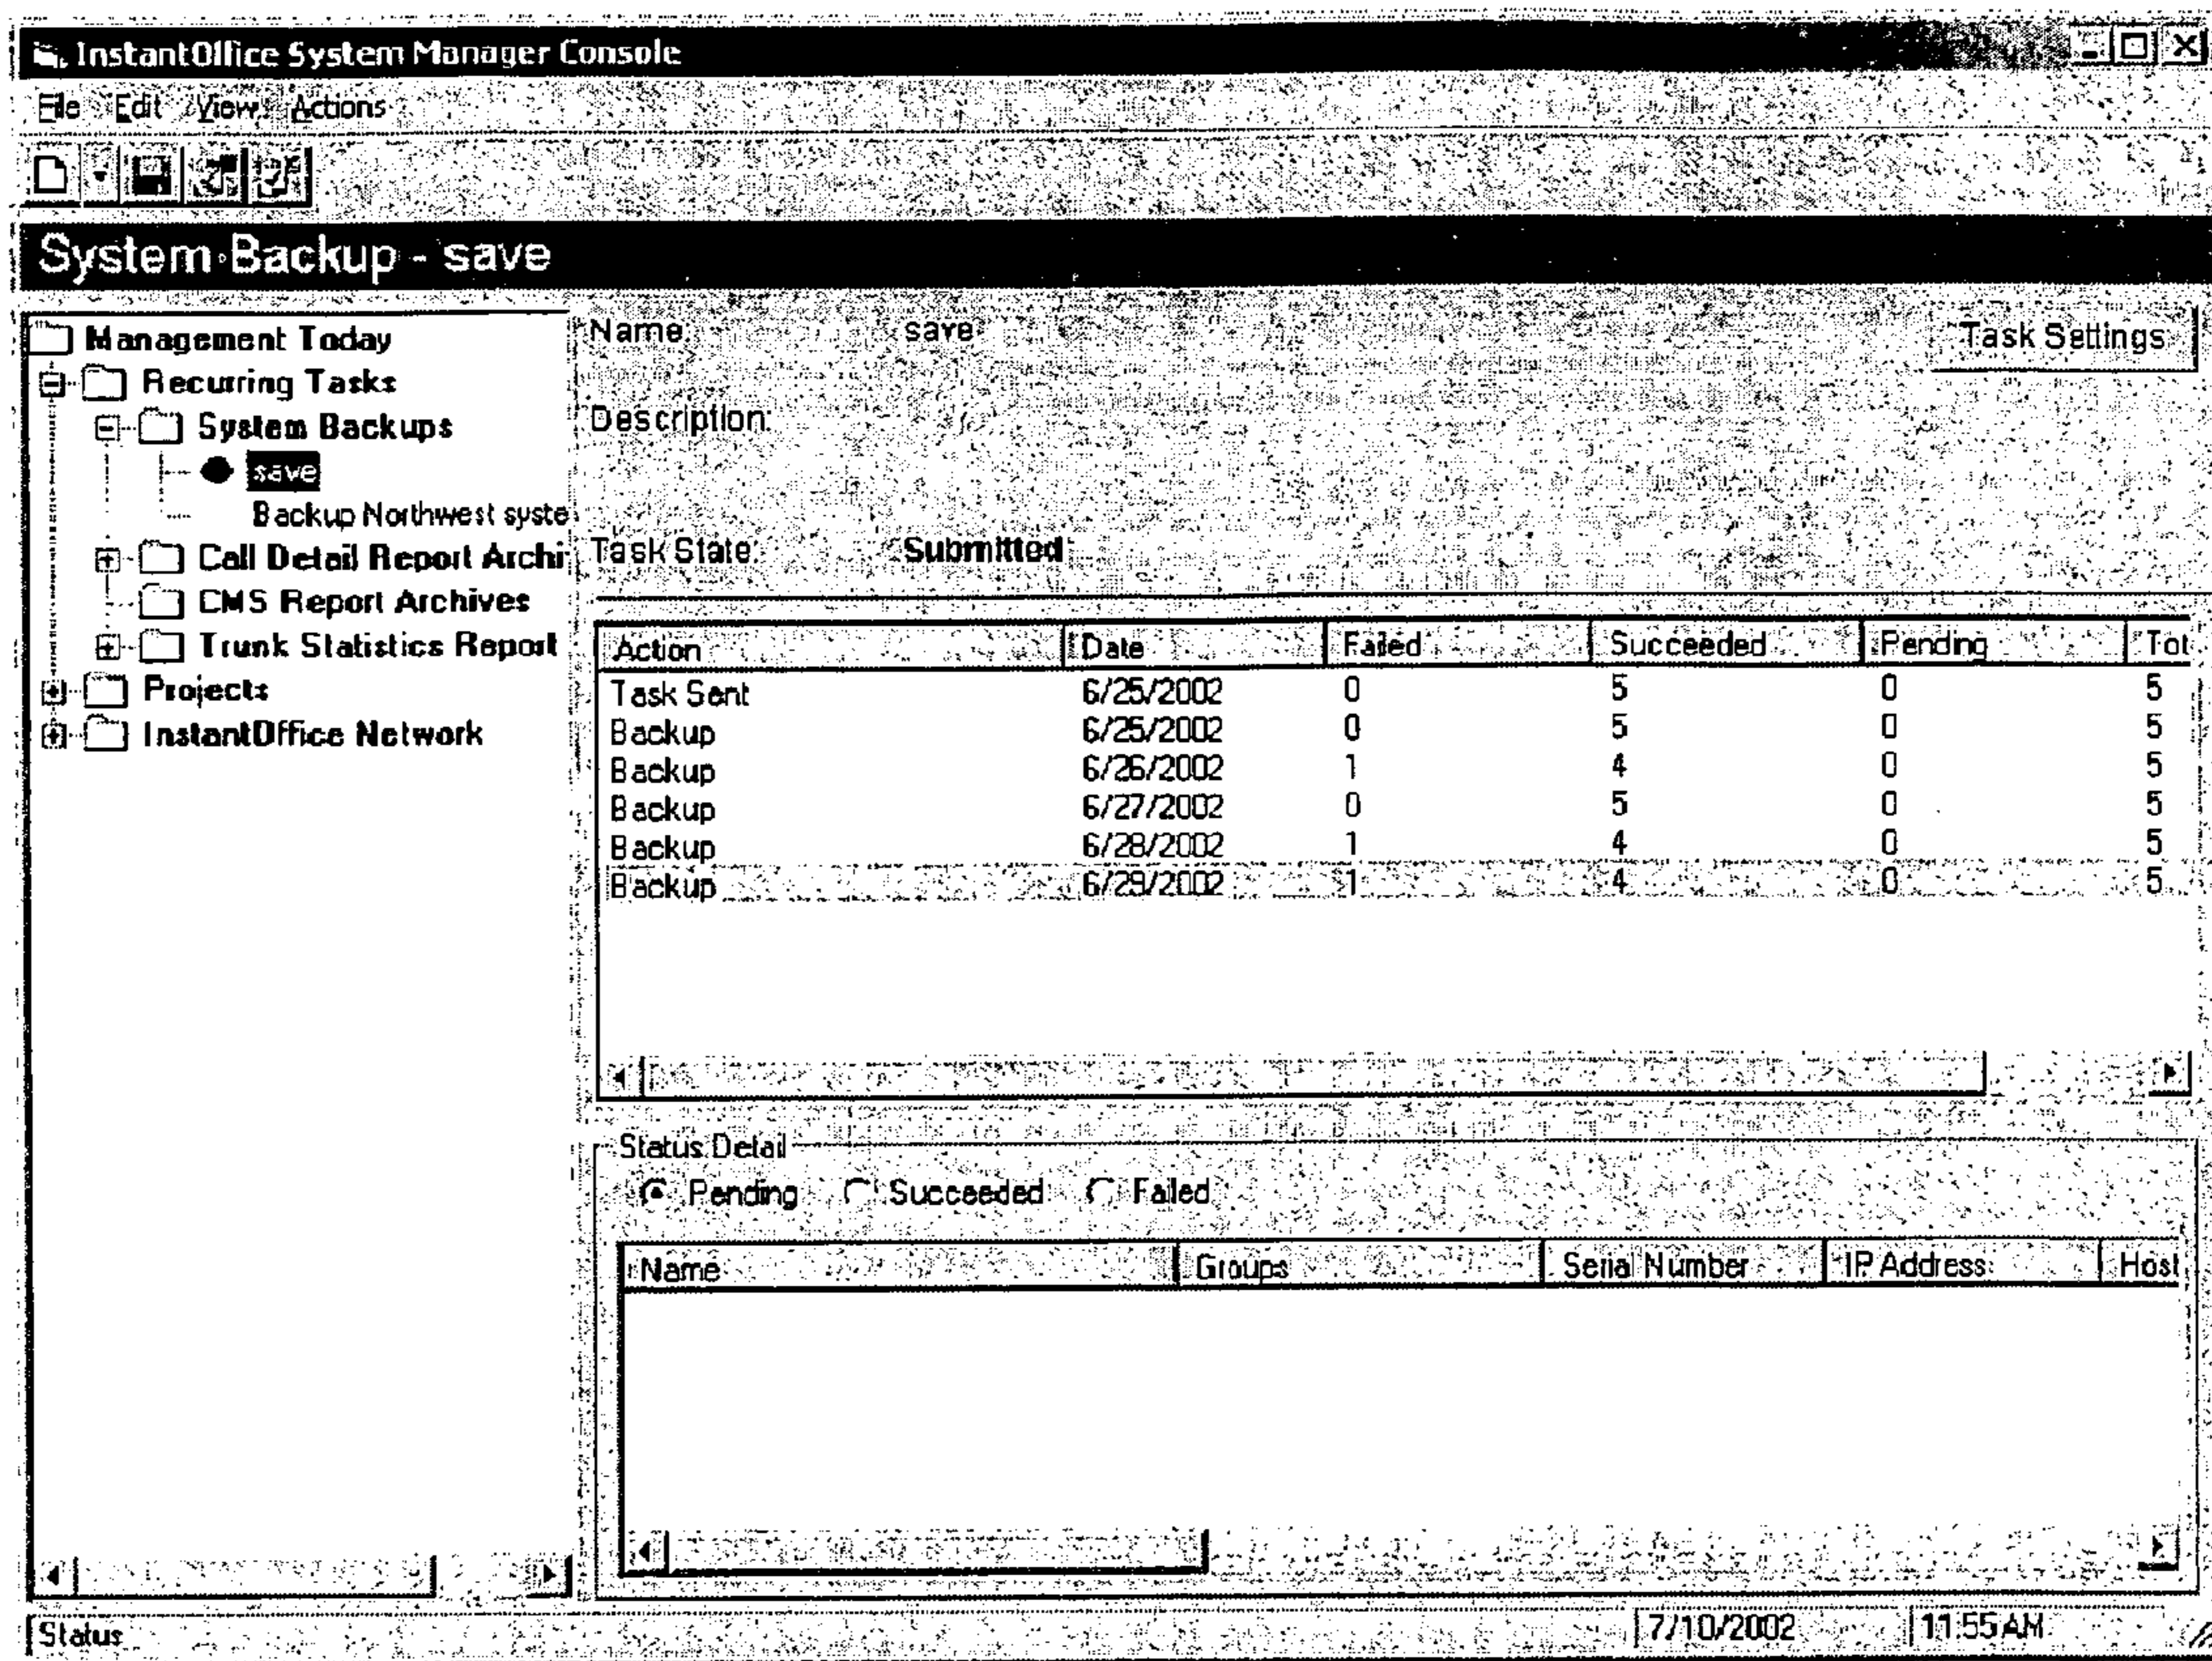 InstantOffice System Manager Console
File Edit View Actions
System Backup - save
Management Today
Recurring Tasks
System Backups
save
Backup Northwest syste
Call Detail Report Archi
CMS Report Archives
Trunk Statistics Report
Projects
InstantOffice Network
Name: save
Task Settings
Description:
Task State: Submitted
Action Date Failed Succeeded Pending Tot
Task Sent 6/25/2002 0 5 0 5
Backup 6/25/2002 0 5 0 5
Backup 6/26/2002 1 4 0 5
Backup 6/27/2002 0 5 0 5
Backup 6/28/2002 1 4 0 5
Backup 6/29/2002 1 4 0 5
Status Detail
Pending Succeeded Failed
Name Groups Serial Number IP Address Host
Status 7/10/2002 11:55 AM